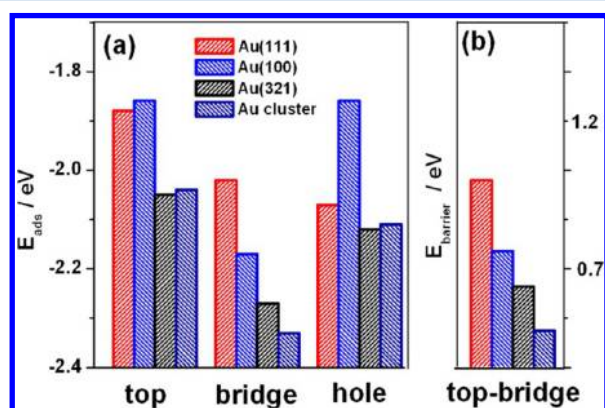 (a)
Au(111)
Au(100)
Au(321)
Au cluster
-1.8
-2.0
-2.2
-2.4
E_ads / eV
top bridge hole
(b)
1.2
0.7
E_barrier / eV
top-bridge